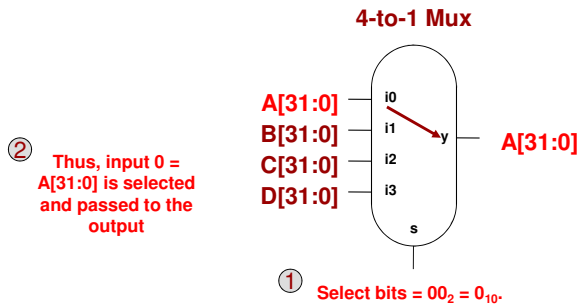 4-to-1 Mux
A[31:0] i0
B[31:0] i1
y A[31:0]
C[31:0] i2
D[31:0] i3
s
2
Thus, input 0 =
A[31:0] is selected
and passed to the
output
1
Select bits = 00₂ = 0₁₀.